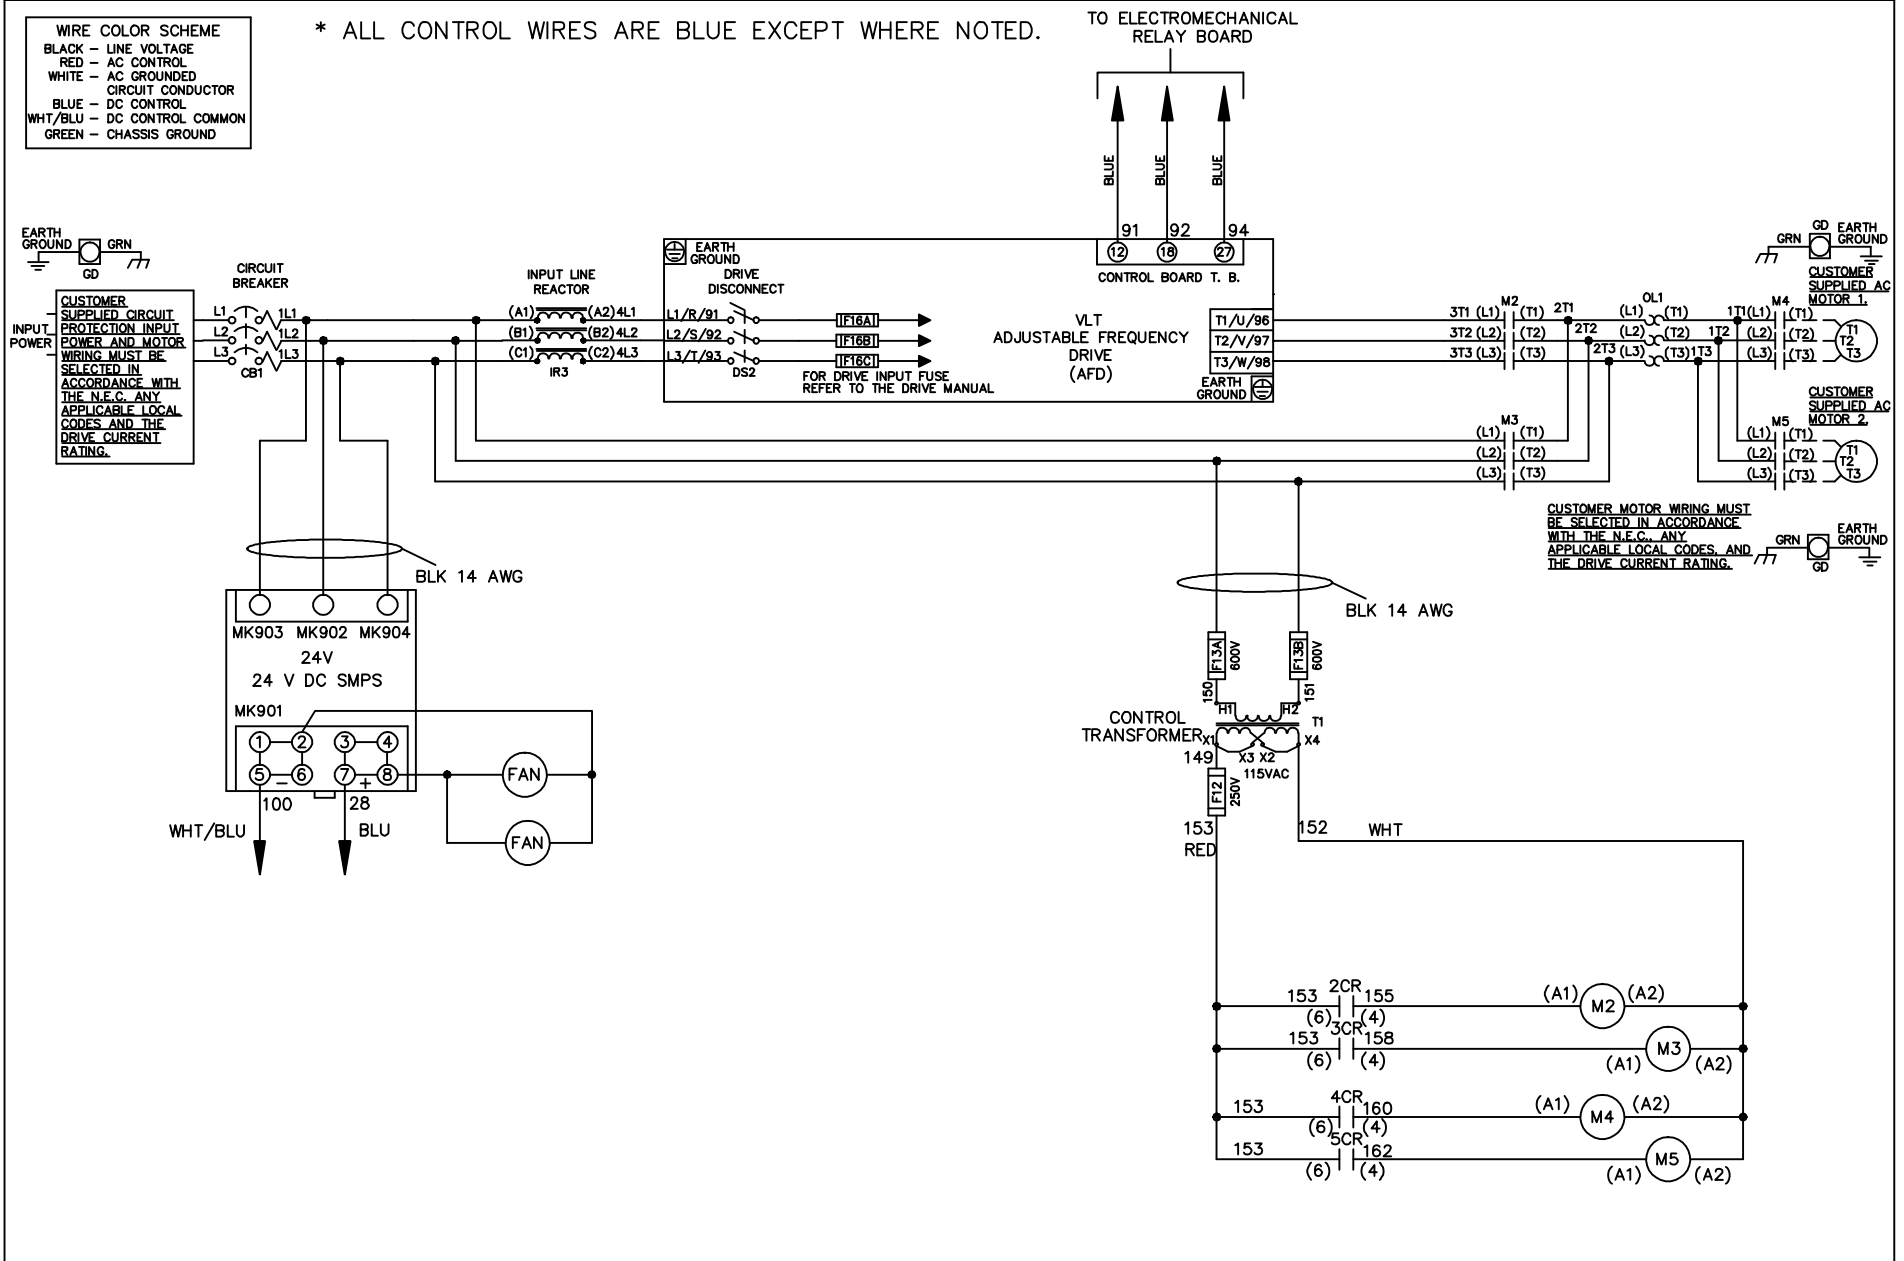 WIRE COLOR SCHEME
BLACK – LINE VOLTAGE
RED – AC CONTROL
WHITE – AC GROUNDED
CIRCUIT CONDUCTOR
BLUE – DC CONTROL
WHT/BLU – DC CONTROL COMMON
GREEN – CHASSIS GROUND
* ALL CONTROL WIRES ARE BLUE EXCEPT WHERE NOTED.
TO ELECTROMECHANICAL
RELAY BOARD
BLUE
BLUE
BLUE
91
92
94
12
18
27
CONTROL BOARD T. B.
EARTH
GROUND
GRN
GD
INPUT
POWER
CUSTOMER
SUPPLIED CIRCUIT
PROTECTION INPUT
POWER AND MOTOR
WIRING MUST BE
SELECTED IN
ACCORDANCE WITH
THE N.E.C. ANY
APPLICABLE LOCAL
CODES AND THE
DRIVE CURRENT
RATING.
CIRCUIT
BREAKER
L1 1L1
L2 1L2
L3 1L3
CB1
INPUT LINE
REACTOR
(A1) (A2) 4L1
(B1) (B2) 4L2
(C1) (C2) 4L3
IR3
EARTH
GROUND
DRIVE
DISCONNECT
L1/R/91
L2/S/92
L3/T/93
DS2
F16A
F16B
F16C
FOR DRIVE INPUT FUSE
REFER TO THE DRIVE MANUAL
VLT
ADJUSTABLE FREQUENCY
DRIVE
(AFD)
T1/U/96
T2/V/97
T3/W/98
EARTH
GROUND
M2
3T1 (L1) (T1) 2T1
3T2 (L2) (T2) 2T2
3T3 (L3) (T3) 2T3
OL1
(L1) (T1) 1T1
(L2) (T2) 1T2
(L3) (T3) 1T3
M4
(L1) (T1)
(L2) (T2)
(L3) (T3)
T1
T2
T3
GD
GRN
EARTH
GROUND
CUSTOMER
SUPPLIED AC
MOTOR 1.
M3
(L1) (T1)
(L2) (T2)
(L3) (T3)
M5
(L1) (T1)
(L2) (T2)
(L3) (T3)
T1
T2
T3
CUSTOMER
SUPPLIED AC
MOTOR 2.
CUSTOMER MOTOR WIRING MUST
BE SELECTED IN ACCORDANCE
WITH THE N.E.C., ANY
APPLICABLE LOCAL CODES, AND
THE DRIVE CURRENT RATING.
GRN
GD
EARTH
GROUND
BLK 14 AWG
MK903 MK902 MK904
24V
24 V DC SMPS
MK901
1 2 3 4
5 – 6 7 + 8
100
28
WHT/BLU
BLU
FAN
FAN
BLK 14 AWG
F13A
600V
F13B
600V
150
151
H1
H2
T1
CONTROL
TRANSFORMER
X1
X4
X3 X2
149
115VAC
F12
250V
153
RED
152
WHT
153 2CR 155
(6) (4)
(A1) M2 (A2)
153 3CR 158
(6) (4)
(A1) M3 (A2)
153 4CR 160
(6) (4)
(A1) M4 (A2)
153 5CR 162
(6) (4)
(A1) M5 (A2)